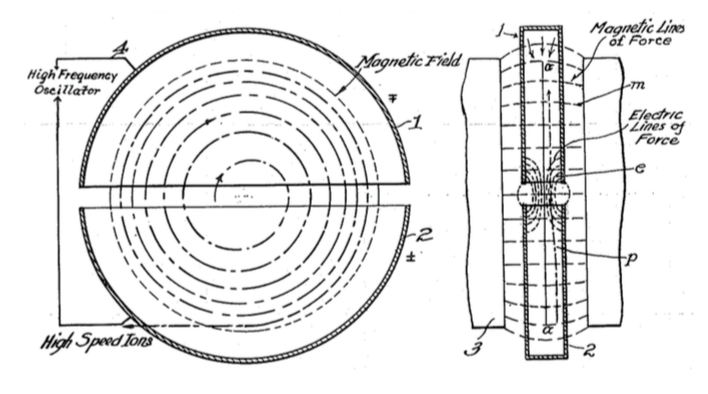 4
High Frequency
Oscillator
Magnetic Field
∓
1
2
±
High Speed Ions
1
Magnetic Lines
of Force
a
m
Electric
Lines of
Force
e
p
a
3
2